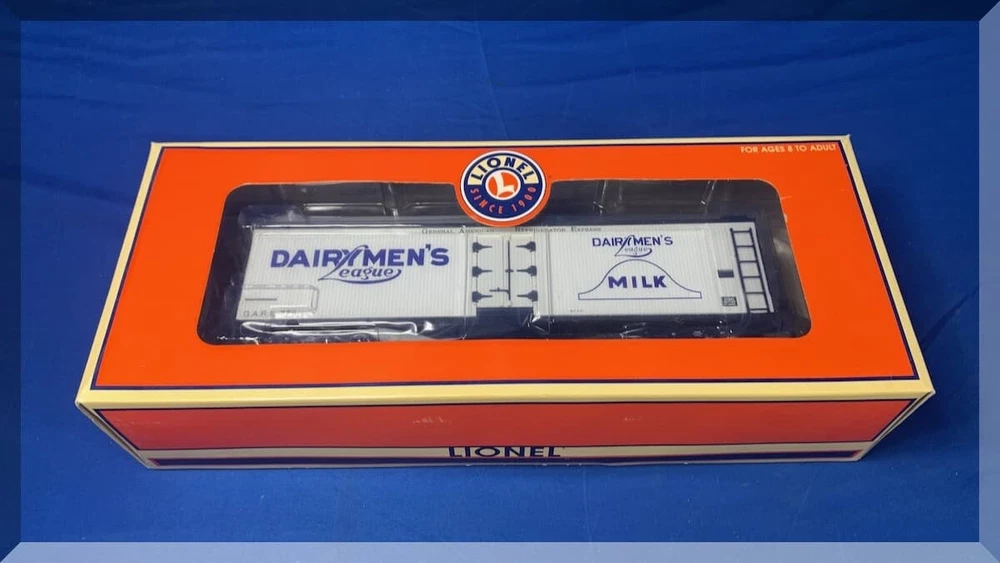 FOR AGES 8 TO ADULT
LIONEL
L
SINCE 1900
GENERAL AMERICAN REFRIGERATOR EXPRESS
DAIRYMEN'S
League
DAIRYMEN'S
League
MILK
G.A.R.
LIONEL